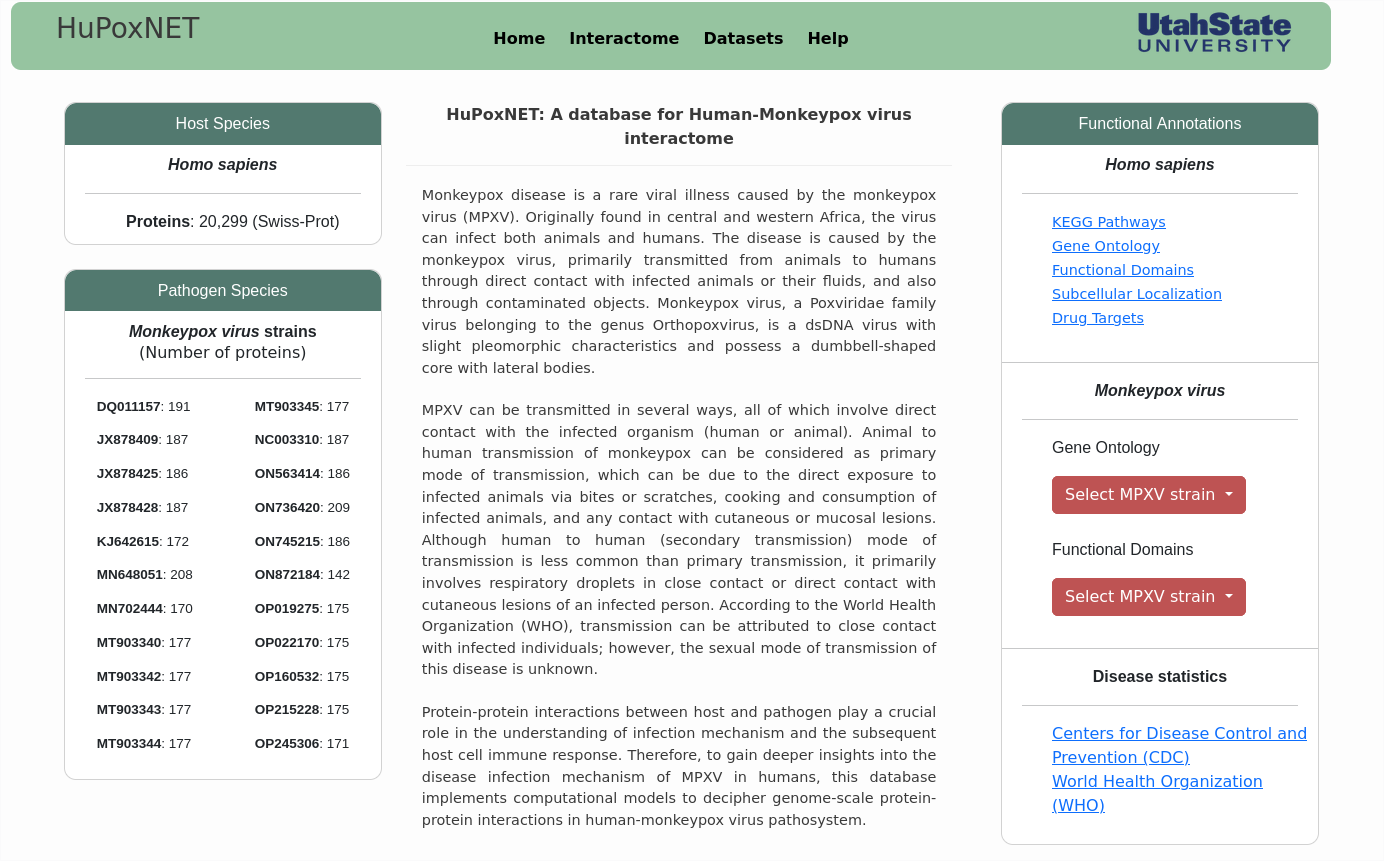 HuPoxNET
Home Interactome Datasets Help
UtahState
UNIVERSITY
Host Species
Homo sapiens
Proteins: 20,299 (Swiss-Prot)
Pathogen Species
Monkeypox virus strains
(Number of proteins)
DQ011157: 191 MT903345: 177
JX878409: 187 NC003310: 187
JX878425: 186 ON563414: 186
JX878428: 187 ON736420: 209
KJ642615: 172 ON745215: 186
MN648051: 208 ON872184: 142
MN702444: 170 OP019275: 175
MT903340: 177 OP022170: 175
MT903342: 177 OP160532: 175
MT903343: 177 OP215228: 175
MT903344: 177 OP245306: 171
HuPoxNET: A database for Human-Monkeypox virus
interactome
Monkeypox disease is a rare viral illness caused by the monkeypox
virus (MPXV). Originally found in central and western Africa, the virus
can infect both animals and humans. The disease is caused by the
monkeypox virus, primarily transmitted from animals to humans
through direct contact with infected animals or their fluids, and also
through contaminated objects. Monkeypox virus, a Poxviridae family
virus belonging to the genus Orthopoxvirus, is a dsDNA virus with
slight pleomorphic characteristics and possess a dumbbell-shaped
core with lateral bodies.
MPXV can be transmitted in several ways, all of which involve direct
contact with the infected organism (human or animal). Animal to
human transmission of monkeypox can be considered as primary
mode of transmission, which can be due to the direct exposure to
infected animals via bites or scratches, cooking and consumption of
infected animals, and any contact with cutaneous or mucosal lesions.
Although human to human (secondary transmission) mode of
transmission is less common than primary transmission, it primarily
involves respiratory droplets in close contact or direct contact with
cutaneous lesions of an infected person. According to the World Health
Organization (WHO), transmission can be attributed to close contact
with infected individuals; however, the sexual mode of transmission of
this disease is unknown.
Protein-protein interactions between host and pathogen play a crucial
role in the understanding of infection mechanism and the subsequent
host cell immune response. Therefore, to gain deeper insights into the
disease infection mechanism of MPXV in humans, this database
implements computational models to decipher genome-scale protein-
protein interactions in human-monkeypox virus pathosystem.
Functional Annotations
Homo sapiens
KEGG Pathways
Gene Ontology
Functional Domains
Subcellular Localization
Drug Targets
Monkeypox virus
Gene Ontology
Select MPXV strain
Functional Domains
Select MPXV strain
Disease statistics
Centers for Disease Control and
Prevention (CDC)
World Health Organization
(WHO)